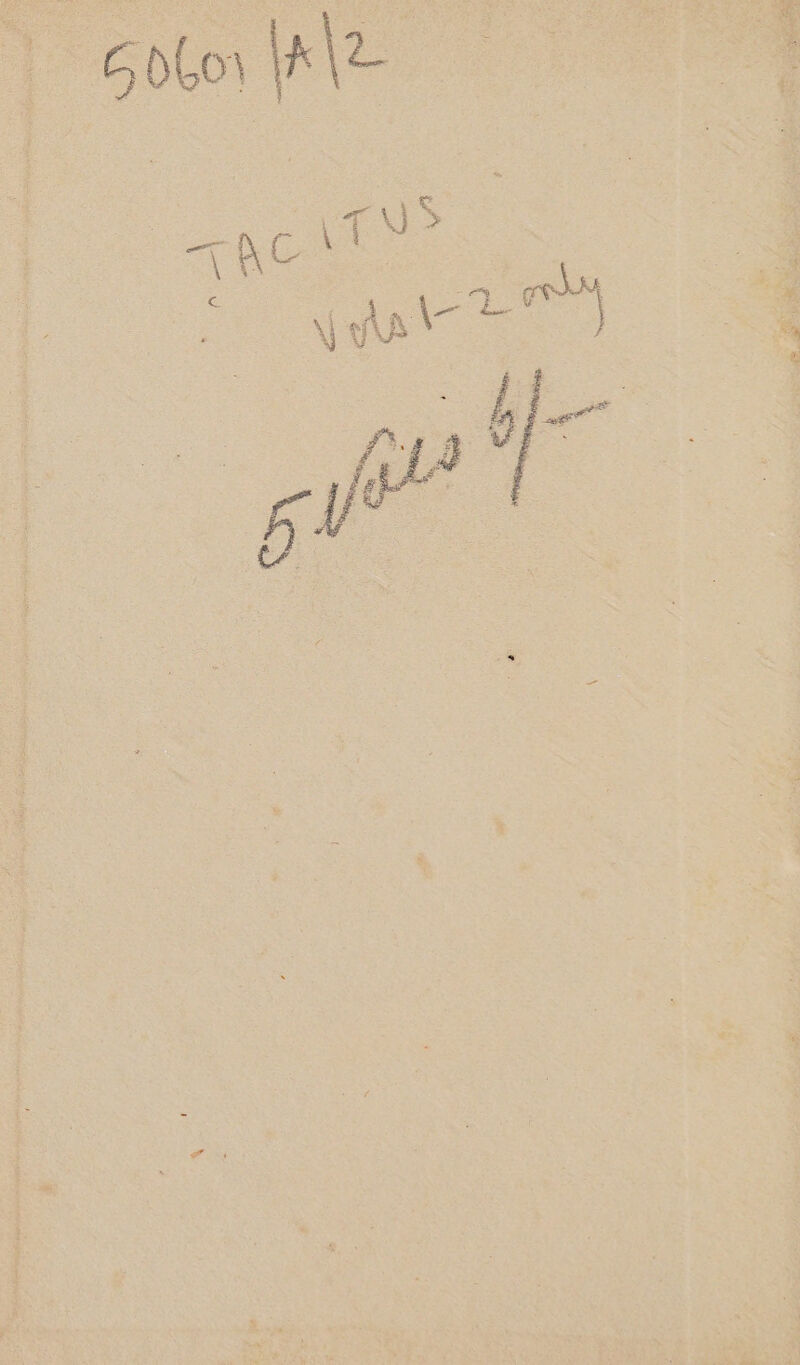 50601/A/2
TACITUS
Vols 1-2 only
5 Vols 6/-